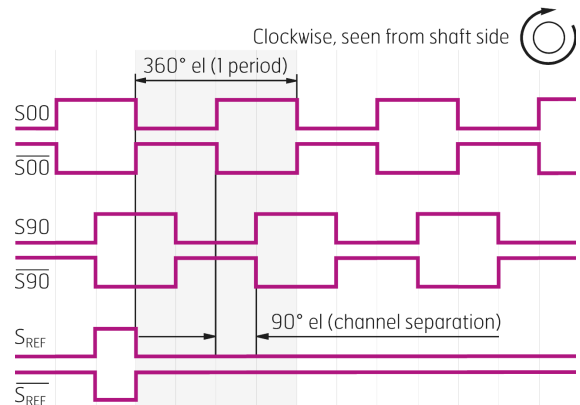 Clockwise, seen from shaft side
360° el (1 period)
S00
S00
S90
S90
90° el (channel separation)
SREF
SREF